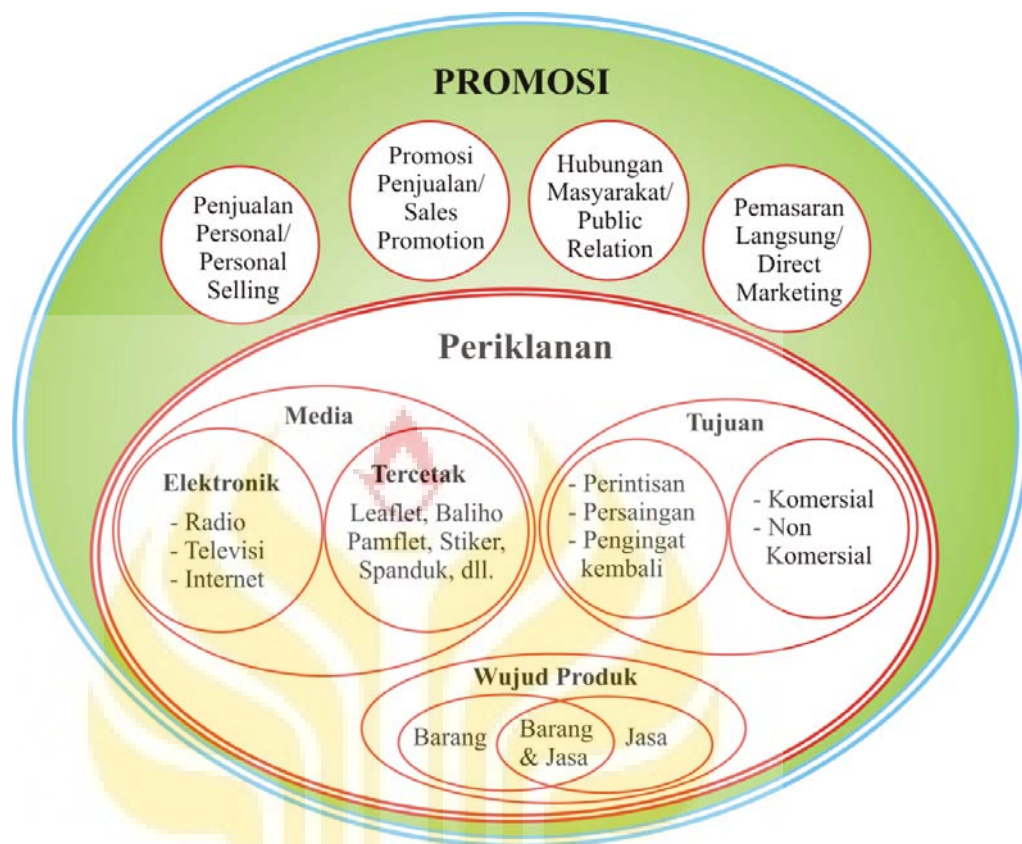 PROMOSI
Penjualan
Personal/
Personal
Selling
Promosi
Penjualan/
Sales
Promotion
Hubungan
Masyarakat/
Public
Relation
Pemasaran
Langsung/
Direct
Marketing
Periklanan
Media
Elektronik
- Radio
- Televisi
- Internet
Tercetak
Leaflet, Baliho
Pamflet, Stiker,
Spanduk, dll.
Tujuan
- Perintisan
- Persaingan
- Pengingat
kembali
- Komersial
- Non
Komersial
Wujud Produk
Barang
Barang
& Jasa
Jasa